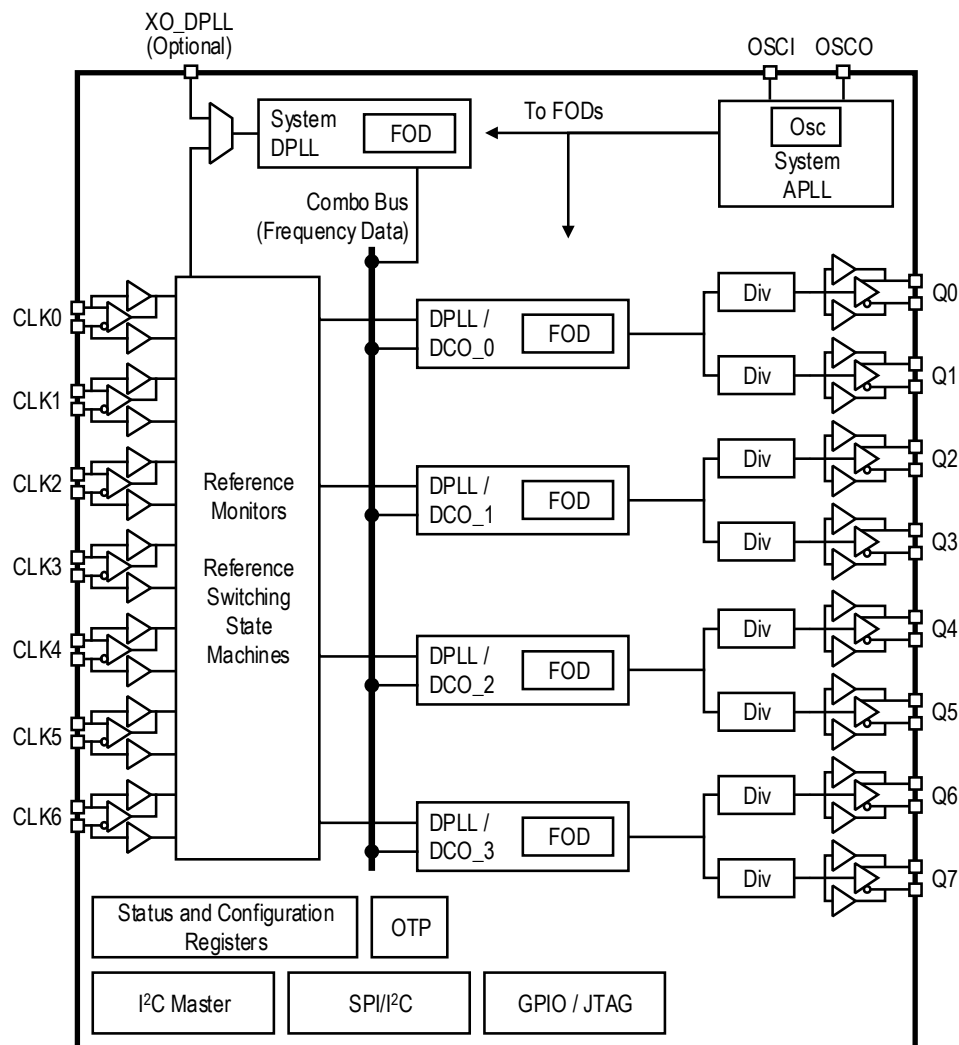 XO_DPLL
(Optional)
OSCI
OSCO
System
DPLL
FOD
To FODs
Osc
System
APLL
Combo Bus
(Frequency Data)
CLK0
CLK1
CLK2
CLK3
CLK4
CLK5
CLK6
Reference
Monitors
Reference
Switching
State
Machines
DPLL /
DCO_0
FOD
DPLL /
DCO_1
FOD
DPLL /
DCO_2
FOD
DPLL /
DCO_3
FOD
Div
Div
Div
Div
Div
Div
Div
Div
Q0
Q1
Q2
Q3
Q4
Q5
Q6
Q7
Status and Configuration
Registers
OTP
I²C Master
SPI/I²C
GPIO / JTAG